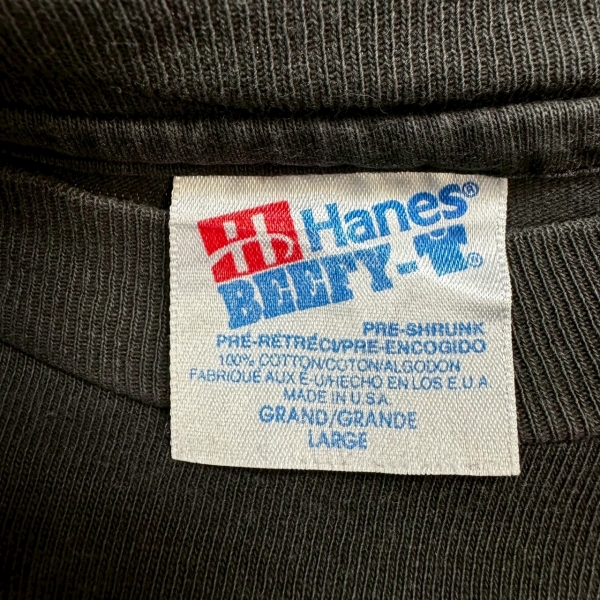 Hanes®
BEEFY-T®
PRE-SHRUNK
PRÉ-RÉTRÉCI/PRE-ENCOGIDO
100% COTTON/COTON/ALGODON
FABRIQUÉ AUX É-U/HECHO EN LOS E.U.A.
MADE IN U.S.A.
GRAND/GRANDE
LARGE